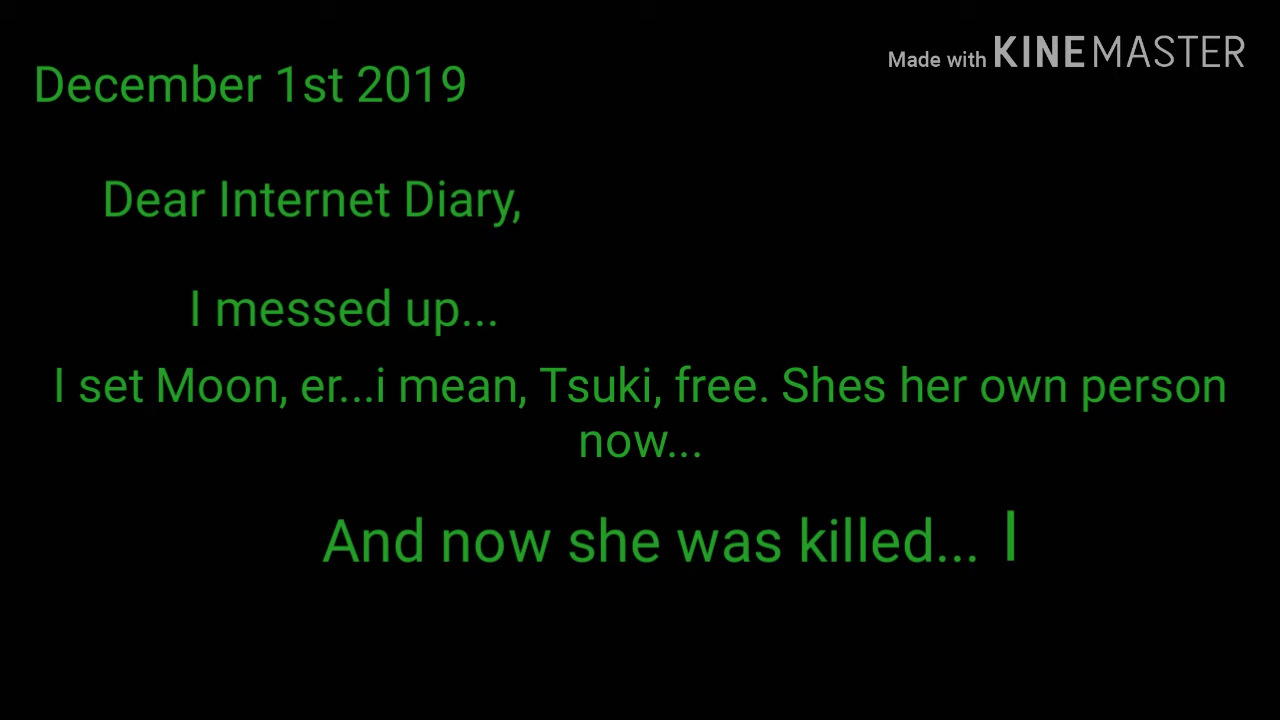 Made with KINEMASTER
December 1st 2019
Dear Internet Diary,
I messed up...
I set Moon, er...i mean, Tsuki, free. Shes her own person
now...
And now she was killed... |